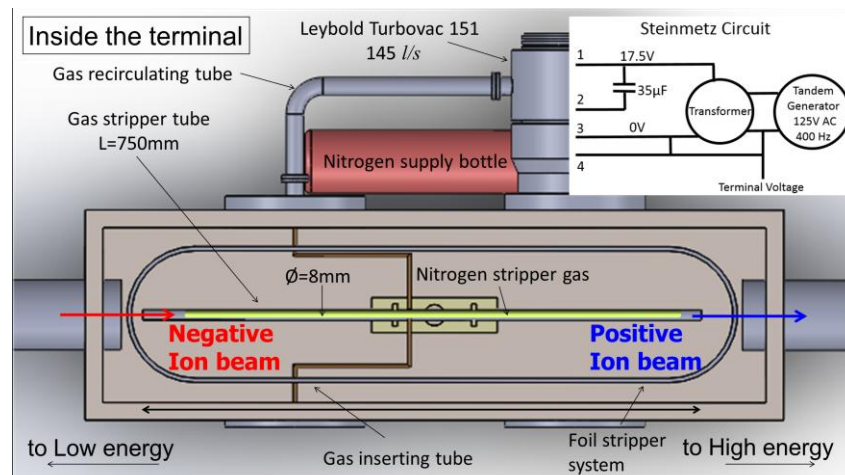 Inside the terminal
Leybold Turbovac 151
145 l/s
Gas recirculating tube
Gas stripper tube
L=750mm
Nitrogen supply bottle
Steinmetz Circuit
1
17.5V
2
35µF
3
0V
4
Transformer
Tandem
Generator
125V AC
400 Hz
Terminal Voltage
Ø=8mm
Nitrogen stripper gas
Negative
Ion beam
Positive
Ion beam
to Low energy
Gas inserting tube
Foil stripper
system
to High energy